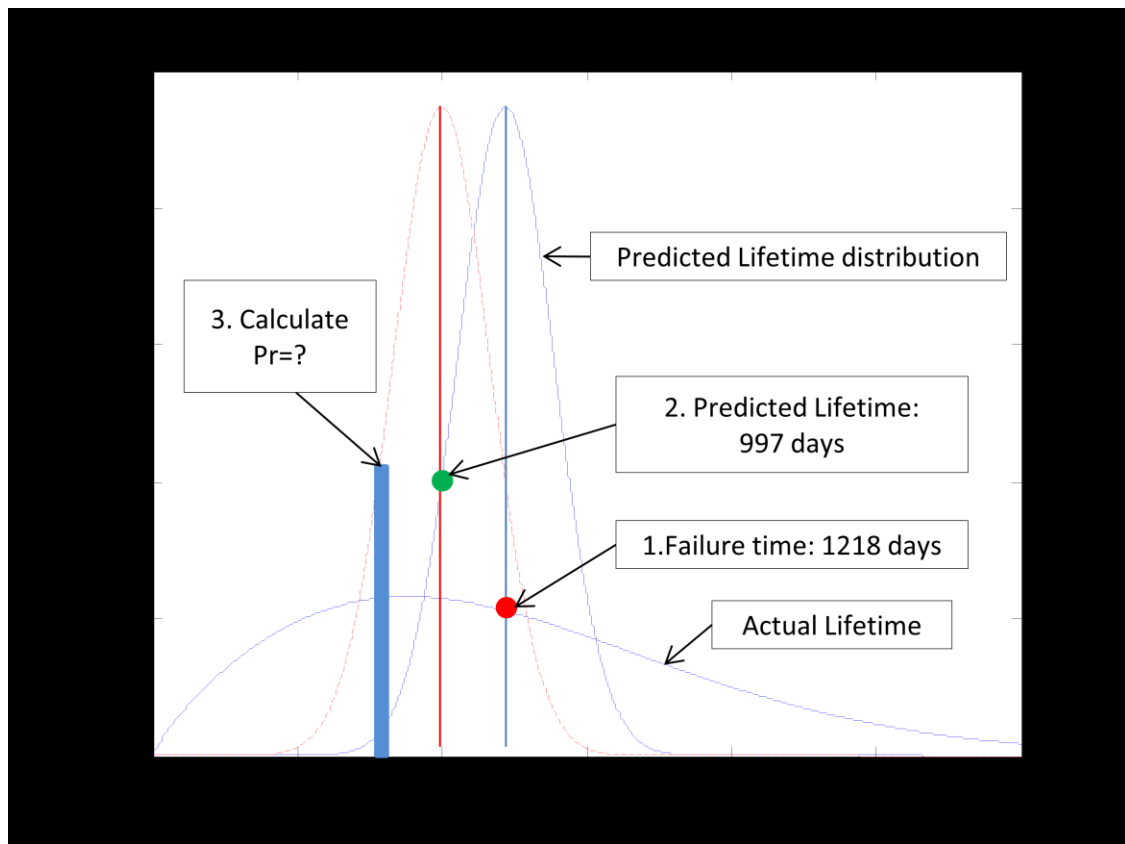 Predicted Lifetime distribution
3. Calculate
Pr=?
2. Predicted Lifetime:
997 days
1.Failure time: 1218 days
Actual Lifetime